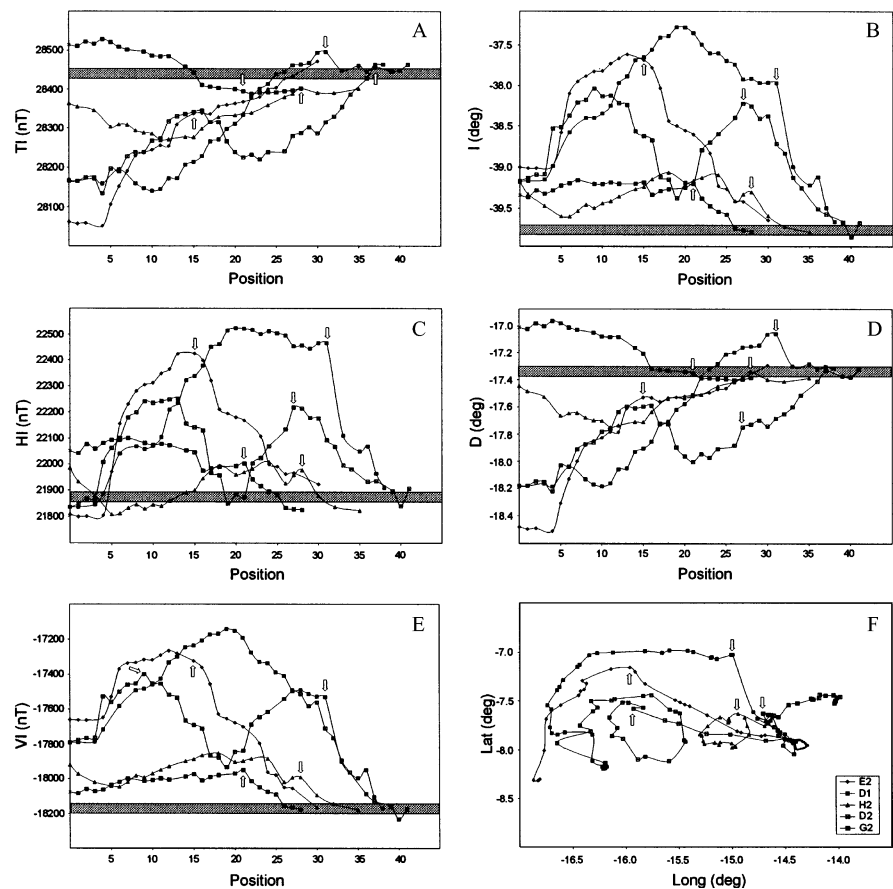 A
28500
28400
28300
28200
28100
TI (nT)
5 10 15 20 25 30 35 40
Position
B
-37.5
-38.0
-38.5
-39.0
-39.5
I (deg)
5 10 15 20 25 30 35 40
Position
C
22500
22400
22300
22200
22100
22000
21900
21800
HI (nT)
5 10 15 20 25 30 35 40
Position
D
-17.0
-17.2
-17.4
-17.6
-17.8
-18.0
-18.2
-18.4
D (deg)
5 10 15 20 25 30 35 40
Position
E
-17200
-17400
-17600
-17800
-18000
-18200
VI (nT)
5 10 15 20 25 30 35 40
Position
F
-6.5
-7.0
-7.5
-8.0
-8.5
-9.0
Lat (deg)
E2
D1
H2
D2
G2
-16.5 -16.0 -15.5 -15.0 -14.5 -14.0
Long (deg)